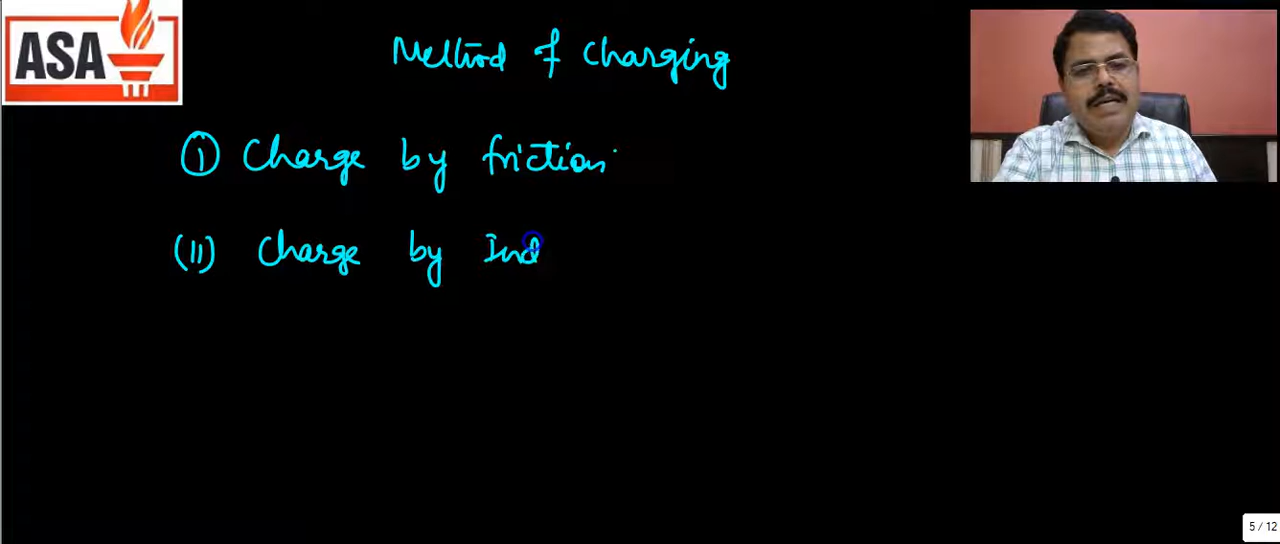 ASA
Method of Charging
(i) Charge by friction
(II) Charge by Ind
5 / 12